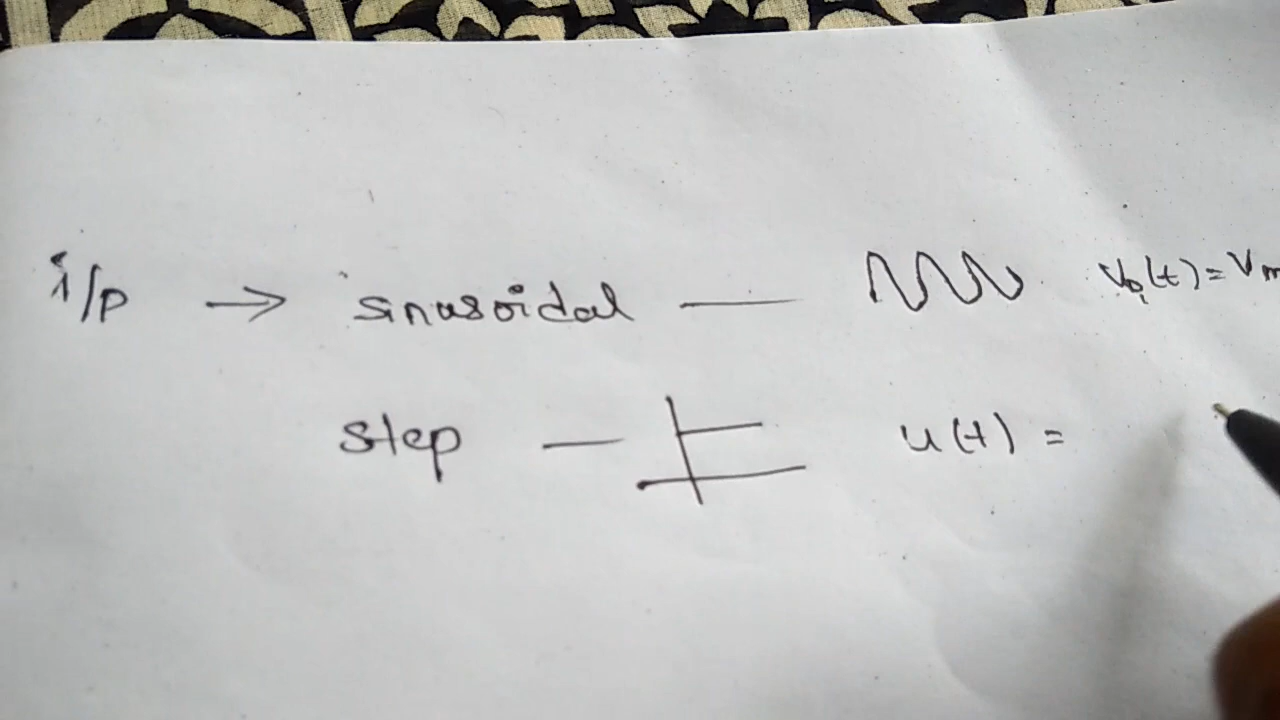 i/p → sinusoidal — Vi(t) = Vm
step — u(t) =